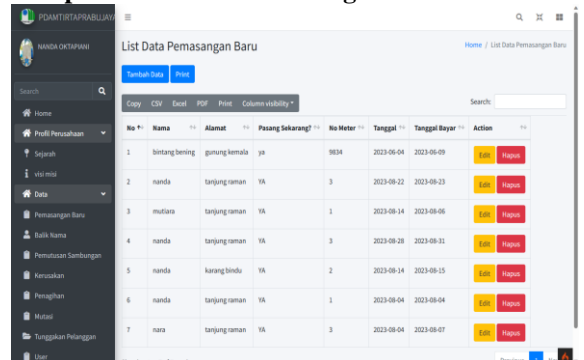 PDAMTIRTAPRABUJAYA
NANDA OKTAPIANI
Search
Home
Profil Perusahaan
Sejarah
visi misi
Data
Pemasangan Baru
Balik Nama
Pemutusan Sambungan
Kerusakan
Penagihan
Mutasi
Tunggakan Pelanggan
User
List Data Pemasangan Baru
Home / List Data Pemasangan Baru
Tambah Data Print
Copy CSV Excel PDF Print Column visibility
Search:
No Nama Alamat Pasang Sekarang? No Meter Tanggal Tanggal Bayar Action
1 bintang bening gunung kemala ya 9834 2023-06-04 2023-06-09 Edit Hapus
2 nanda tanjung raman YA 3 2023-08-22 2023-08-23 Edit Hapus
3 mutiara tanjung raman YA 1 2023-08-14 2023-08-06 Edit Hapus
4 nanda tanjung raman YA 3 2023-08-28 2023-08-31 Edit Hapus
5 nanda karang bindu YA 2 2023-08-14 2023-08-15 Edit Hapus
6 nanda tanjung raman YA 1 2023-08-04 2023-08-04 Edit Hapus
7 nara tanjung raman YA 3 2023-08-04 2023-08-07 Edit Hapus